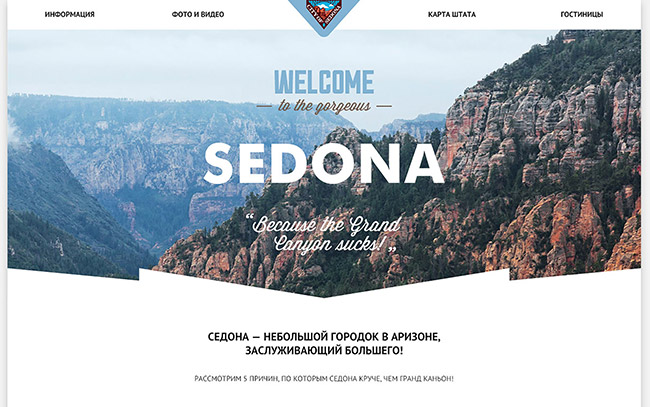 ИНФОРМАЦИЯ
ФОТО И ВИДЕО
КАРТА ШТАТА
ГОСТИНИЦЫ
WELCOME
to the gorgeous
SEDONA
“Because the Grand
Canyon sucks! „
СЕДОНА — НЕБОЛЬШОЙ ГОРОДОК В АРИЗОНЕ,
ЗАСЛУЖИВАЮЩИЙ БОЛЬШЕГО!
РАССМОТРИМ 5 ПРИЧИН, ПО КОТОРЫМ СЕДОНА КРУЧЕ, ЧЕМ ГРАНД КАНЬОН!